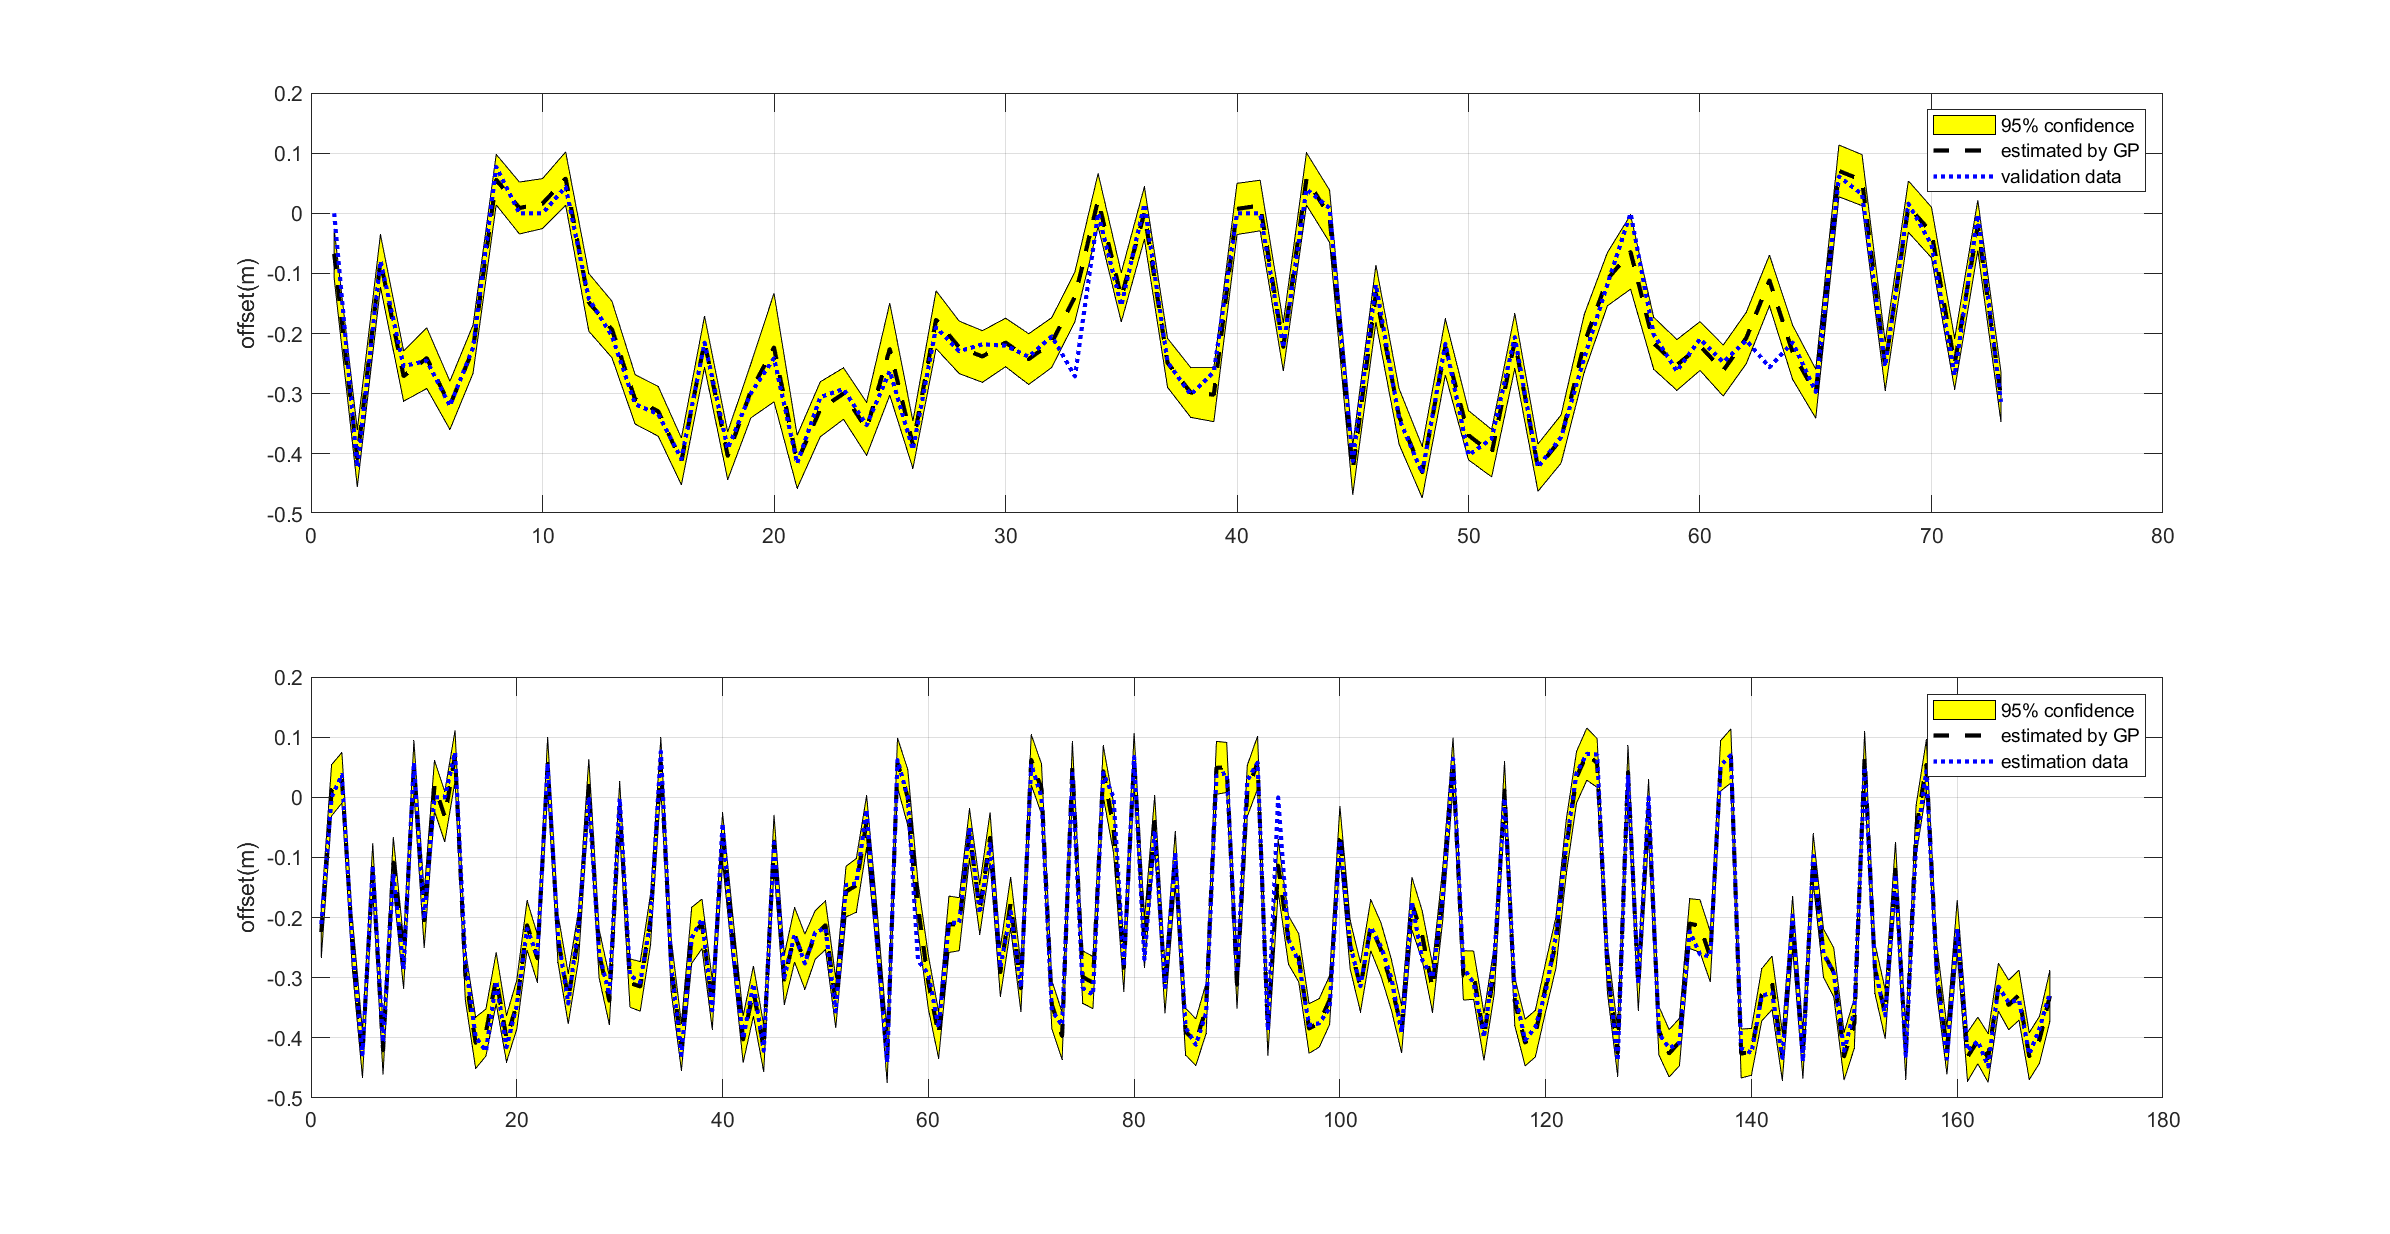 0.2
0.1
0
-0.1
-0.2
-0.3
-0.4
-0.5
offset(m)
0 10 20 30 40 50 60 70 80
95% confidence
estimated by GP
validation data
0.2
0.1
0
-0.1
-0.2
-0.3
-0.4
-0.5
offset(m)
0 20 40 60 80 100 120 140 160 180
95% confidence
estimated by GP
estimation data